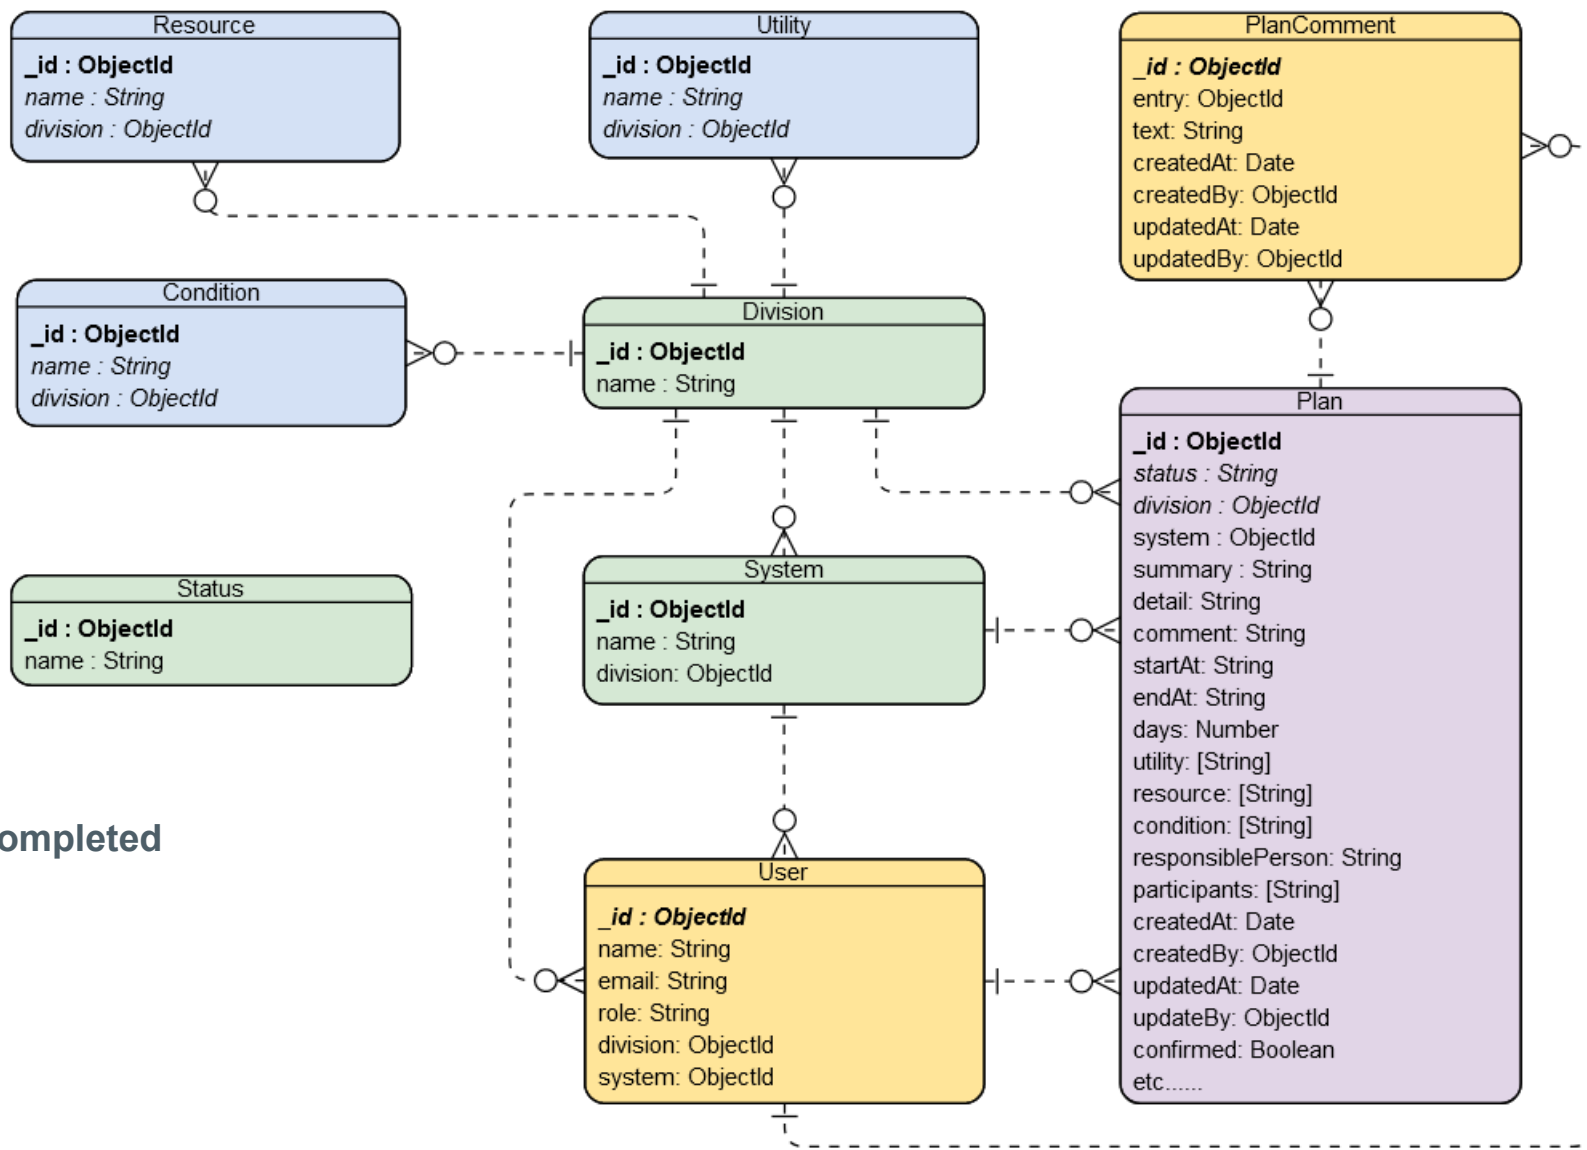 Resource
_id : ObjectId
name : String
division : ObjectId
Utility
_id : ObjectId
name : String
division : ObjectId
PlanComment
_id : ObjectId
entry: ObjectId
text: String
createdAt: Date
createdBy: ObjectId
updatedAt: Date
updatedBy: ObjectId
Condition
_id : ObjectId
name : String
division : ObjectId
Division
_id : ObjectId
name : String
Plan
_id : ObjectId
status : String
division : ObjectId
system : ObjectId
summary : String
detail: String
comment: String
startAt: String
endAt: String
days: Number
utility: [String]
resource: [String]
condition: [String]
responsiblePerson: String
participants: [String]
createdAt: Date
createdBy: ObjectId
updatedAt: Date
updateBy: ObjectId
confirmed: Boolean
etc......
Status
_id : ObjectId
name : String
System
_id : ObjectId
name : String
division: ObjectId
ompleted
User
_id : ObjectId
name: String
email: String
role: String
division: ObjectId
system: ObjectId